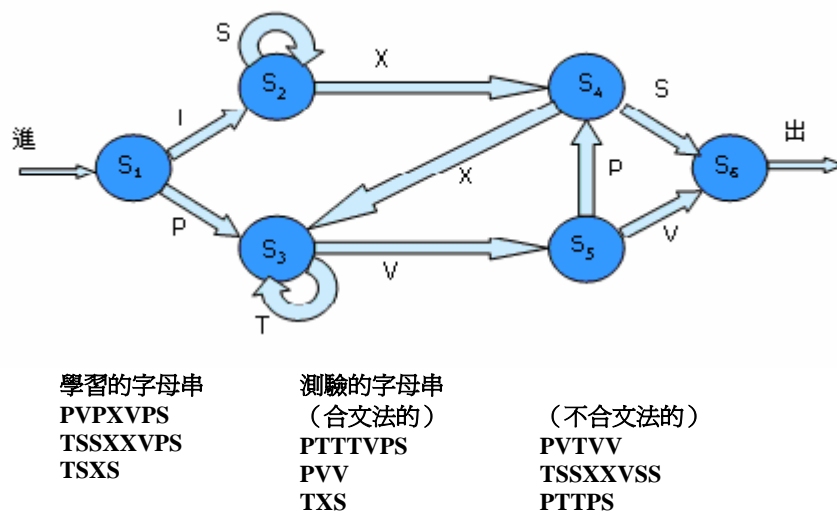 S
X
S₂
S₄
S
I
進
出
S₁
X
P
S₆
P
S₃
S₅
V
V
T
學習的字母串 測驗的字母串
PVPXVPS （合文法的） （不合文法的）
TSSXXVPS PTTTVPS PVTVV
TSXS PVV TSSXXVSS
TXS PTTPS